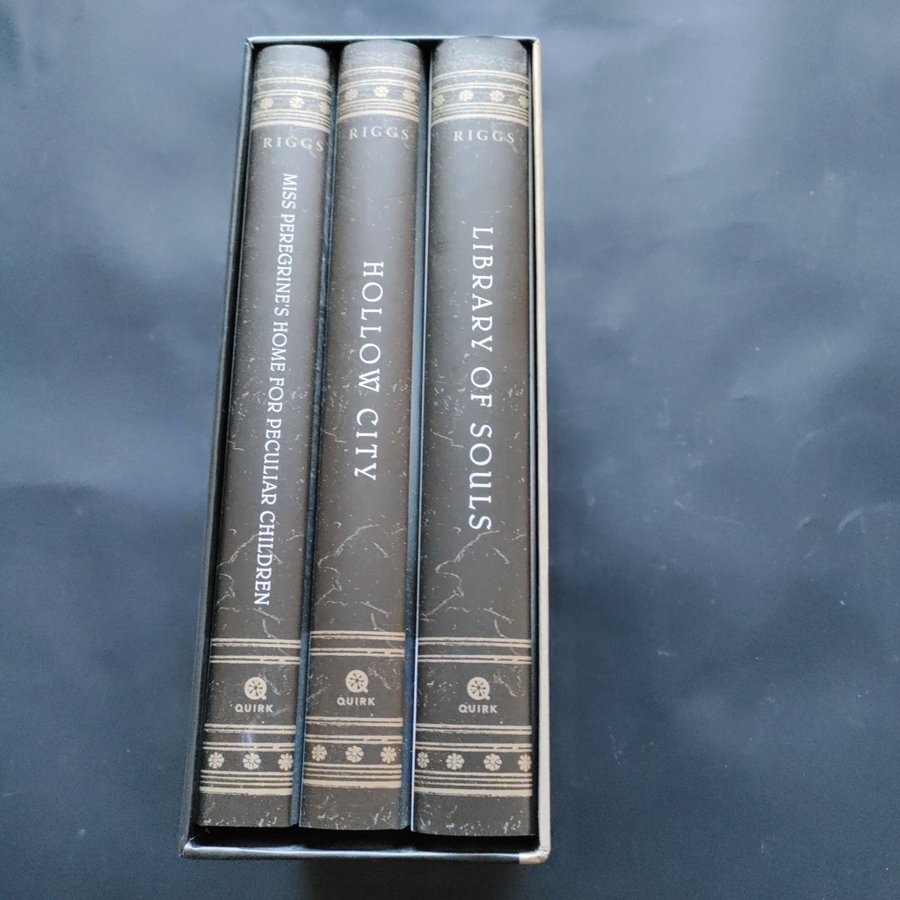 RIGGS
MISS PEREGRINE'S HOME FOR PECULIAR CHILDREN
QUIRK
RIGGS
HOLLOW CITY
QUIRK
RIGGS
LIBRARY OF SOULS
QUIRK